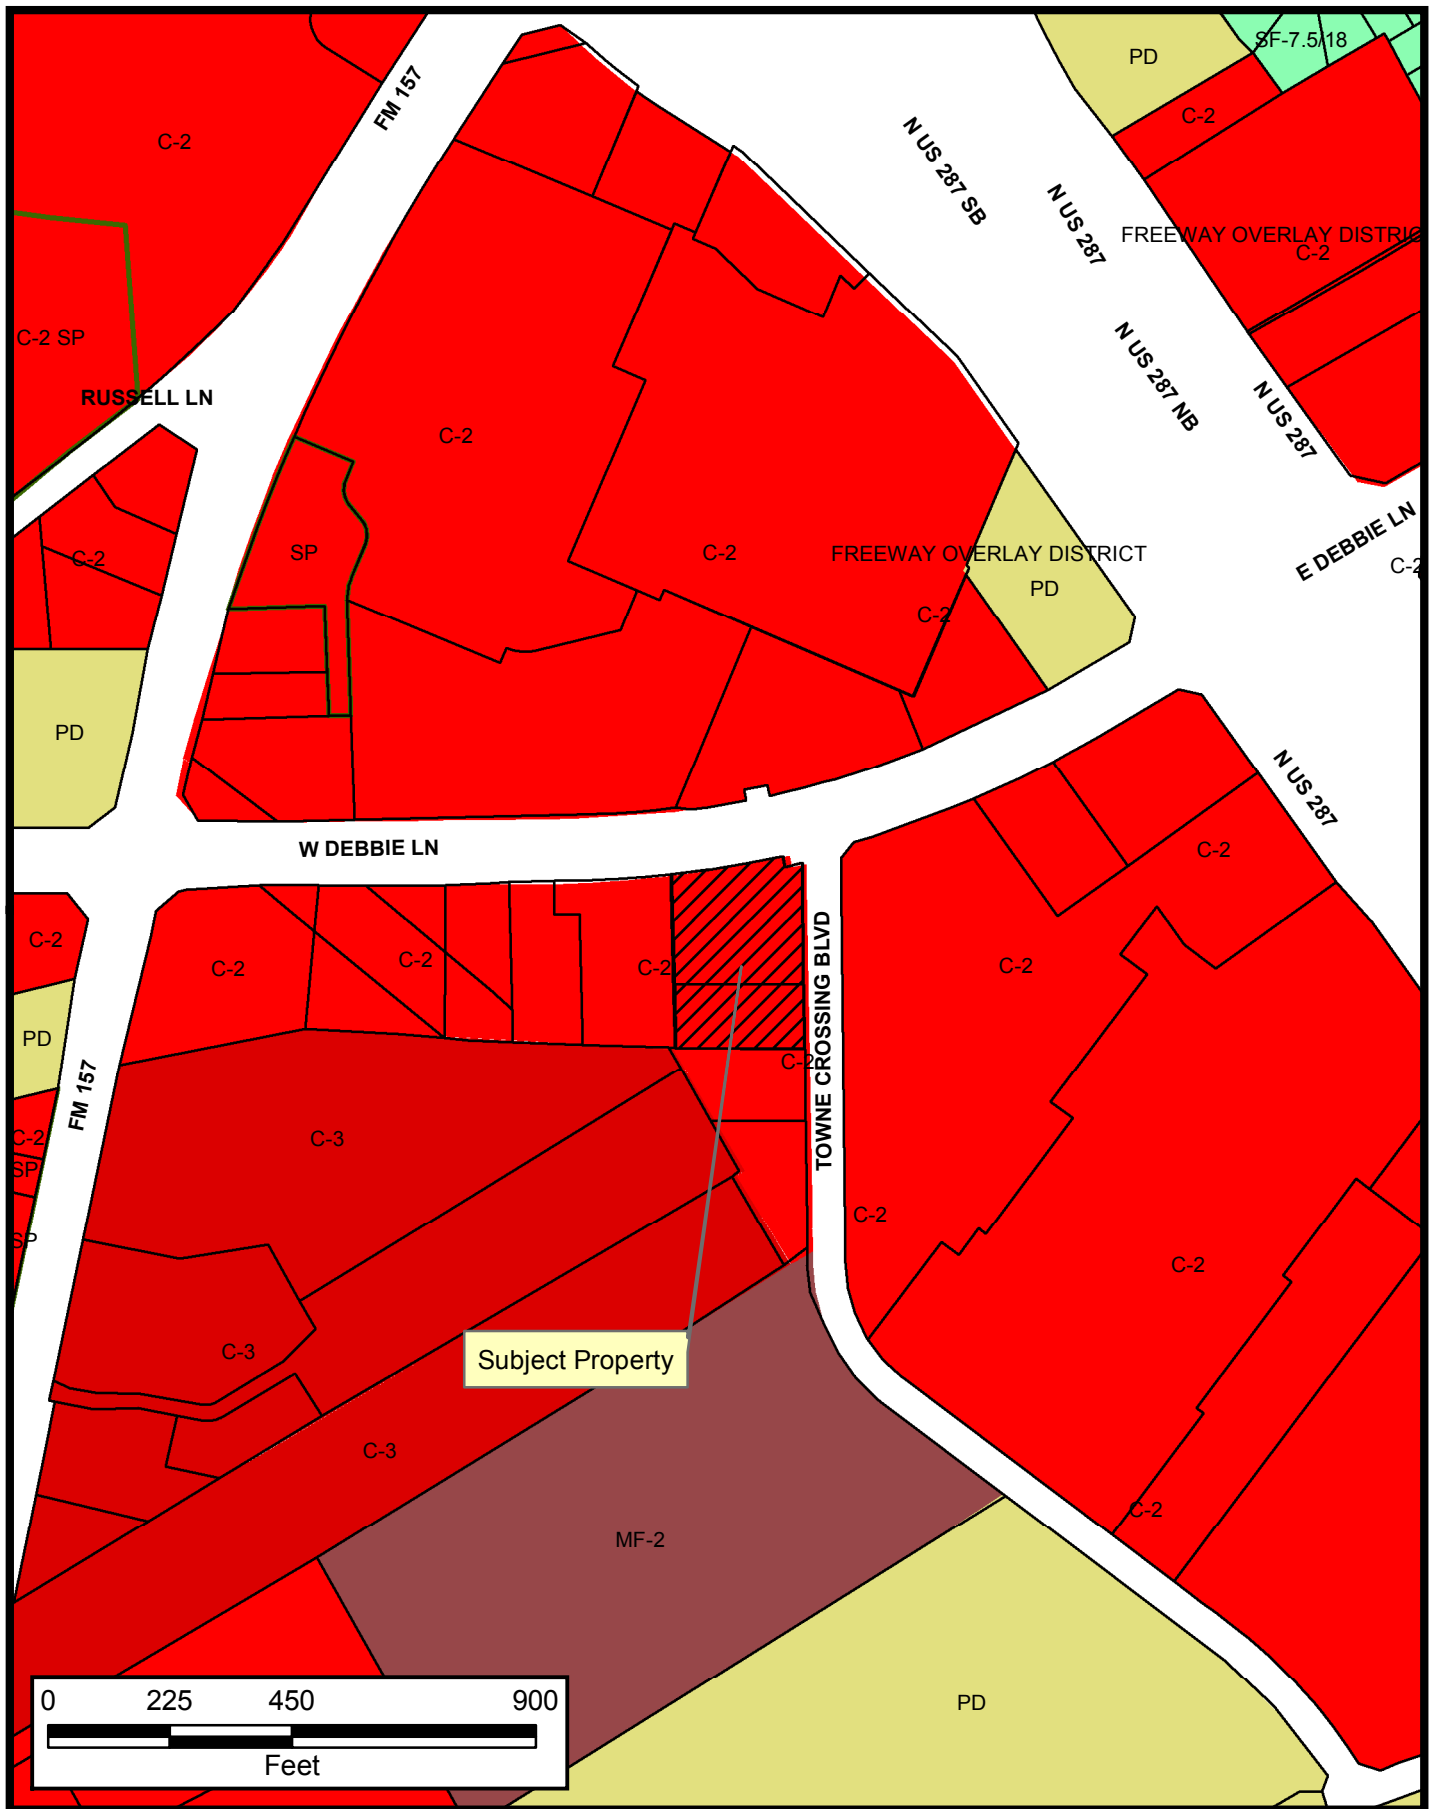 SF-7.5/18
PD
FM 157
C-2
N US 287 SB
C-2
N US 287
FREEWAY OVERLAY DISTRIC
C-2
C-2 SP
N US 287 NB
RUSSELL LN
N US 287
C-2
E DEBBIE LN
SP
C-2
FREEWAY OVERLAY DISTRICT
C-2
C-2
PD
C-2
PD
N US 287
W DEBBIE LN
C-2
C-2
C-2
C-2
C-2
C-2
TOWNE CROSSING BLVD
PD
C-2
FM 157
C-2
C-3
SP
C-2
SP
C-2
C-3
Subject Property
C-3
C-2
MF-2
PD
0 225 450 900
Feet